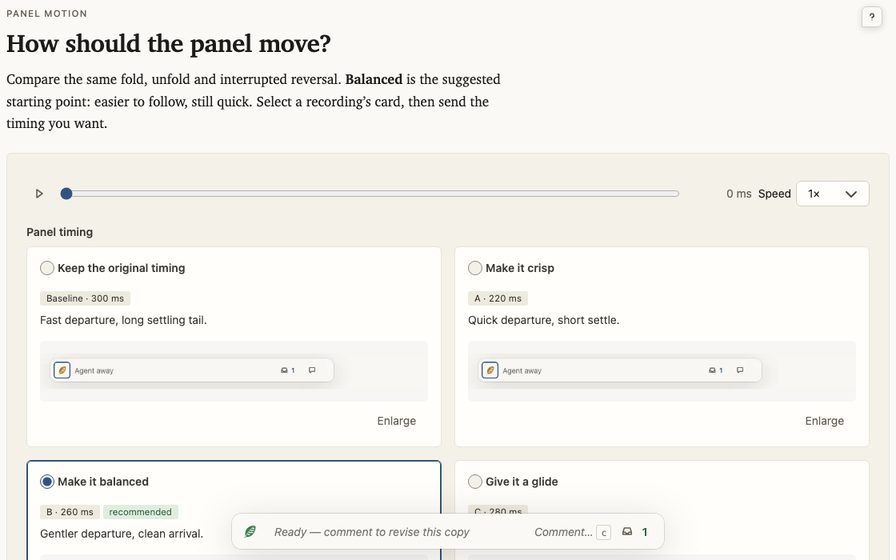 PANEL MOTION
?
How should the panel move?
Compare the same fold, unfold and interrupted reversal. Balanced is the suggested
starting point: easier to follow, still quick. Select a recording’s card, then send the
timing you want.
0 ms Speed 1×
Panel timing
Keep the original timing
Baseline · 300 ms
Fast departure, long settling tail.
Agent away 1
Enlarge
Make it crisp
A · 220 ms
Quick departure, short settle.
Agent away 1
Enlarge
Make it balanced
B · 260 ms recommended
Gentler departure, clean arrival.
Give it a glide
C · 280 ms
Ready — comment to revise this copy Comment... c 1